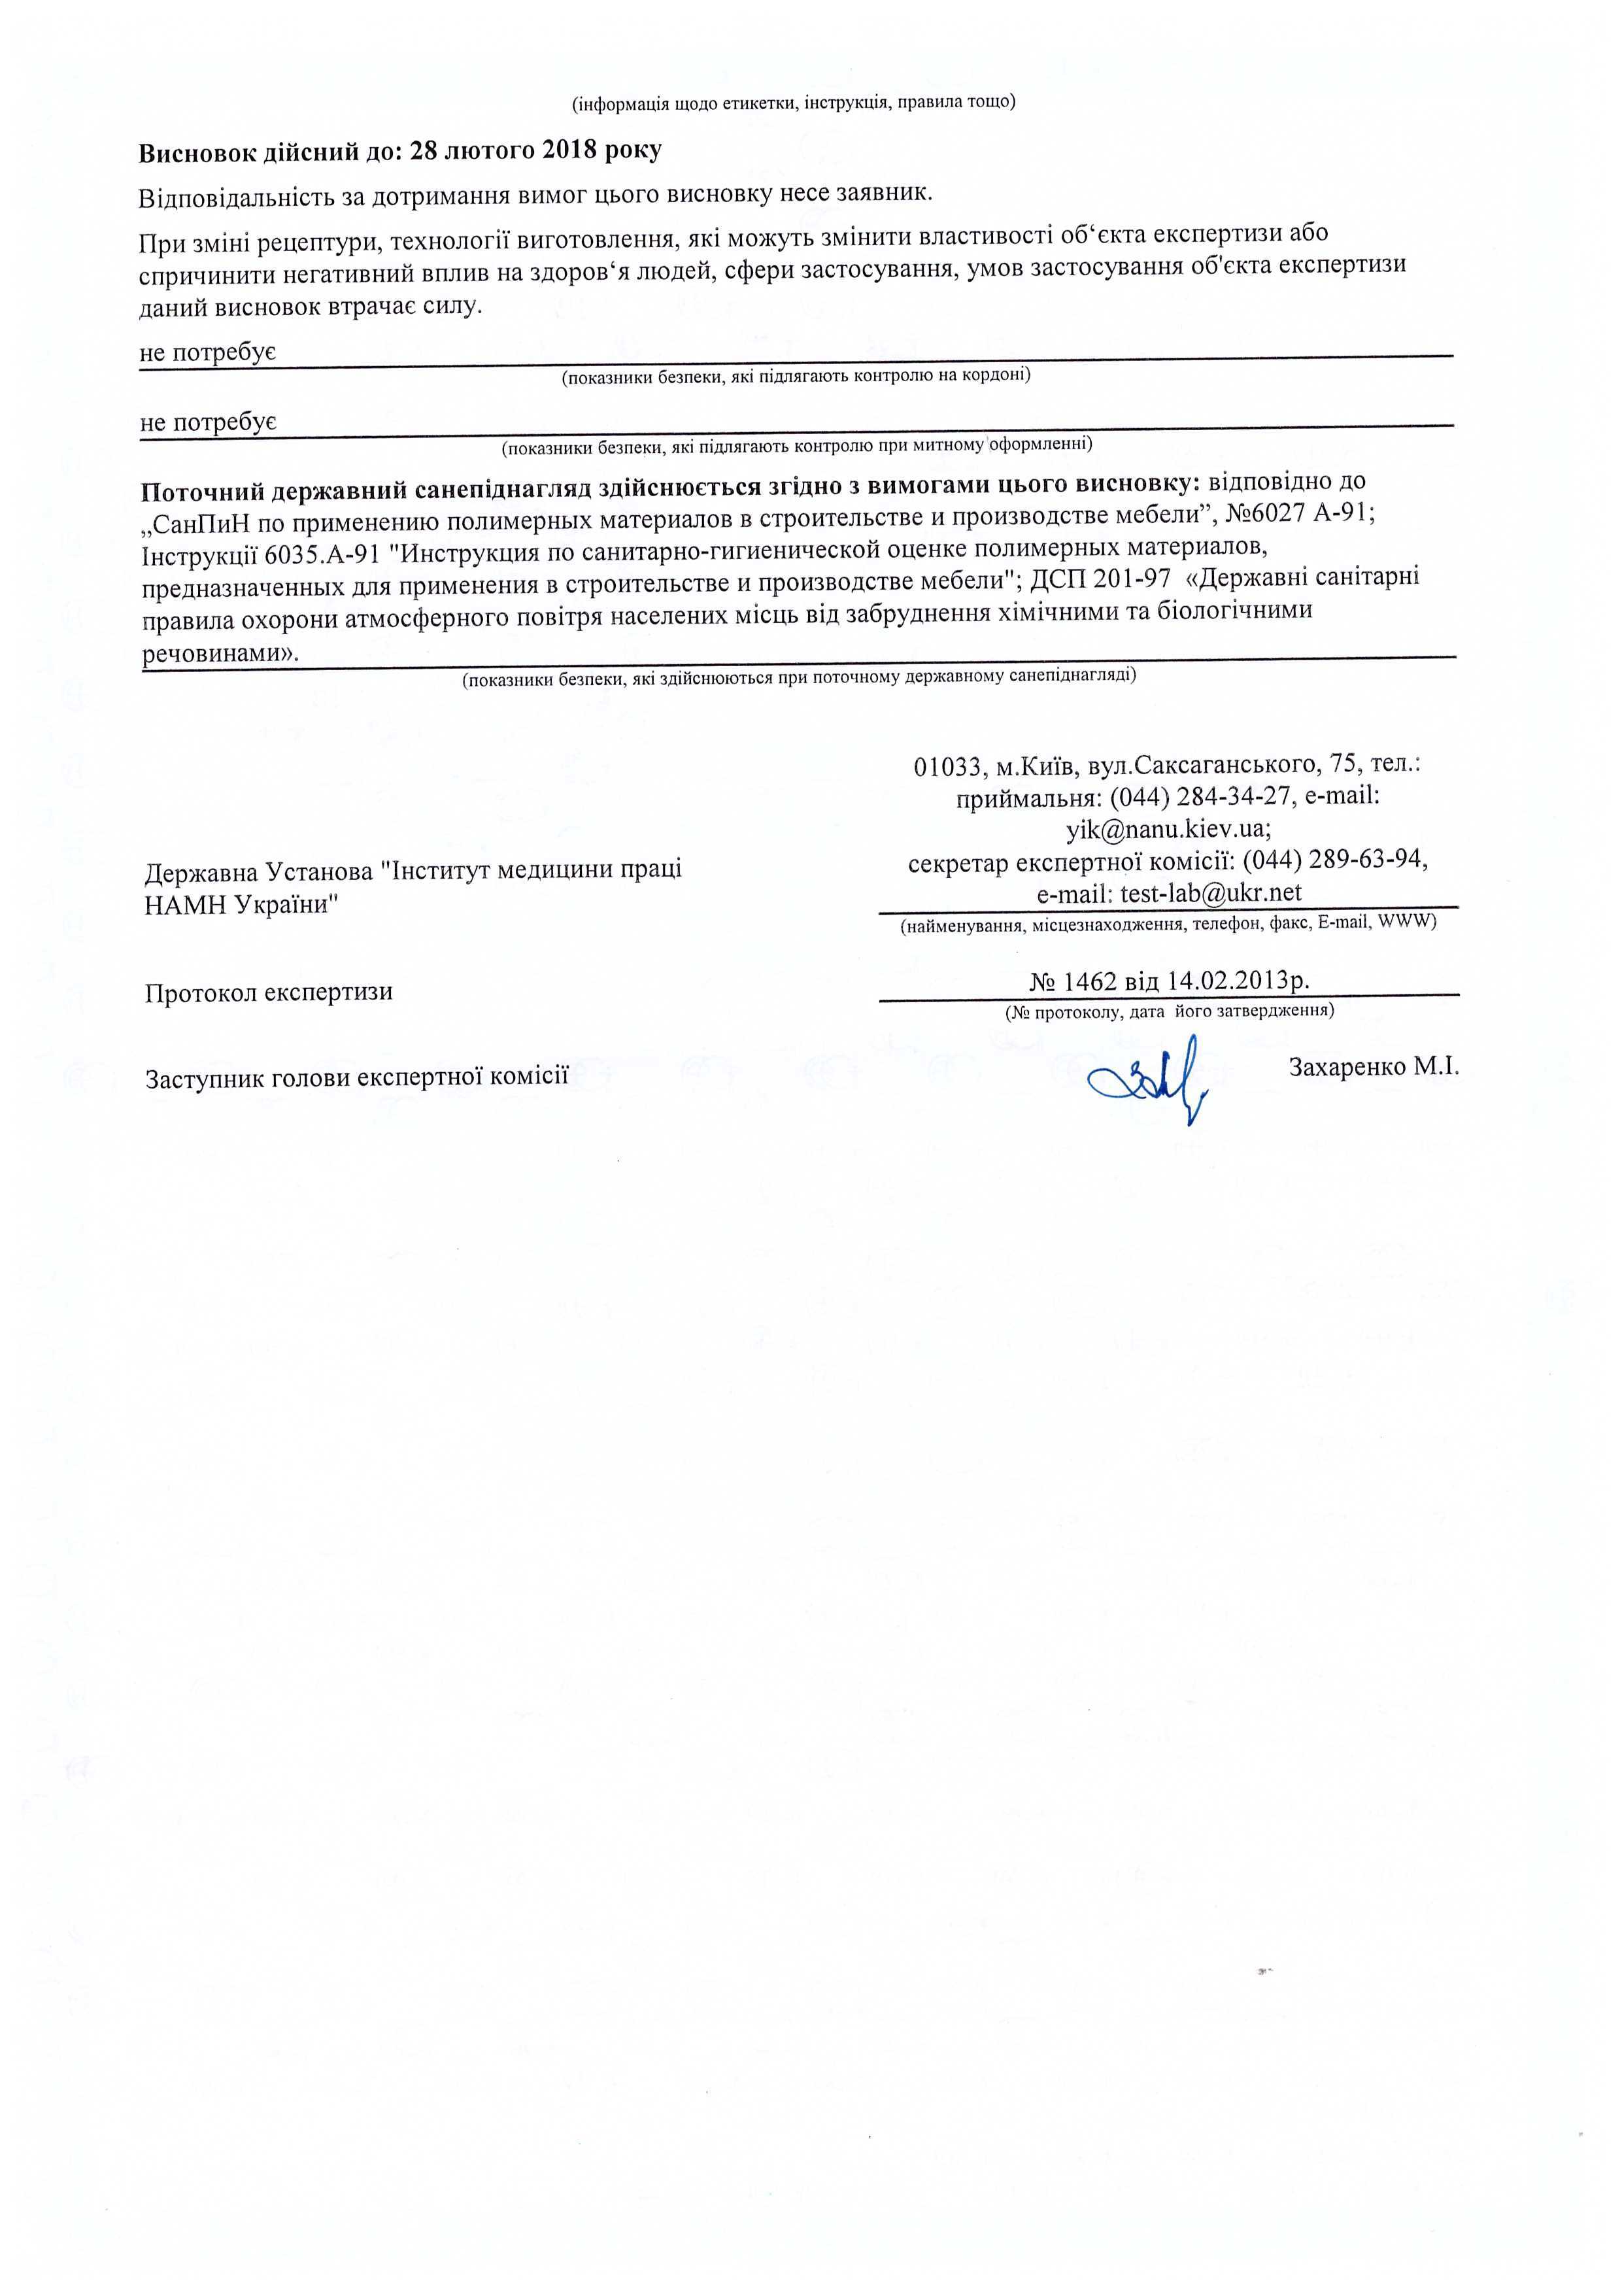 (інформація щодо етикетки, інструкція, правила тощо)
Висновок дійсний до: 28 лютого 2018 року
Відповідальність за дотримання вимог цього висновку несе заявник.
При зміні рецептури, технології виготовлення, які можуть змінити властивості об‘єкта експертизи або
спричинити негативний вплив на здоров‘я людей, сфери застосування, умов застосування об'єкта експертизи
даний висновок втрачає силу.
не потребує
(показники безпеки, які підлягають контролю на кордоні)
не потребує
(показники безпеки, які підлягають контролю при митному оформленні)
Поточний державний санепіднагляд здійснюється згідно з вимогами цього висновку: відповідно до
„СанПиН по применению полимерных материалов в строительстве и производстве мебели”, №6027 А-91;
Інструкції 6035.А-91 "Инструкция по санитарно-гигиенической оценке полимерных материалов,
предназначенных для применения в строительстве и производстве мебели"; ДСП 201-97 «Державні санітарні
правила охорони атмосферного повітря населених місць від забруднення хімічними та біологічними
речовинами».
(показники безпеки, які здійснюються при поточному державному санепіднагляді)
01033, м.Київ, вул.Саксаганського, 75, тел.:
приймальня: (044) 284-34-27, e-mail:
yik@nanu.kiev.ua;
секретар експертної комісії: (044) 289-63-94,
e-mail: test-lab@ukr.net
Державна Установа "Інститут медицини праці
НАМН України"
(найменування, місцезнаходження, телефон, факс, E-mail, WWW)
Протокол експертизи
№ 1462 від 14.02.2013р.
(№ протоколу, дата його затвердження)
Заступник голови експертної комісії
Захаренко М.І.